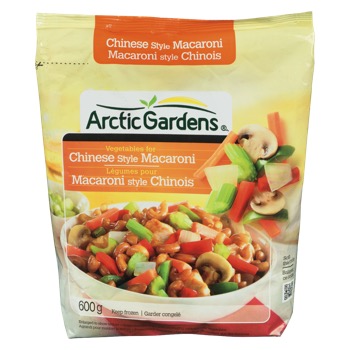 Chinese Style Macaroni
Macaroni style Chinois
Arctic Gardens®
Vegetables for
Chinese Style Macaroni
Légumes pour
Macaroni style Chinois
600 g
Keep frozen | Garder congelé